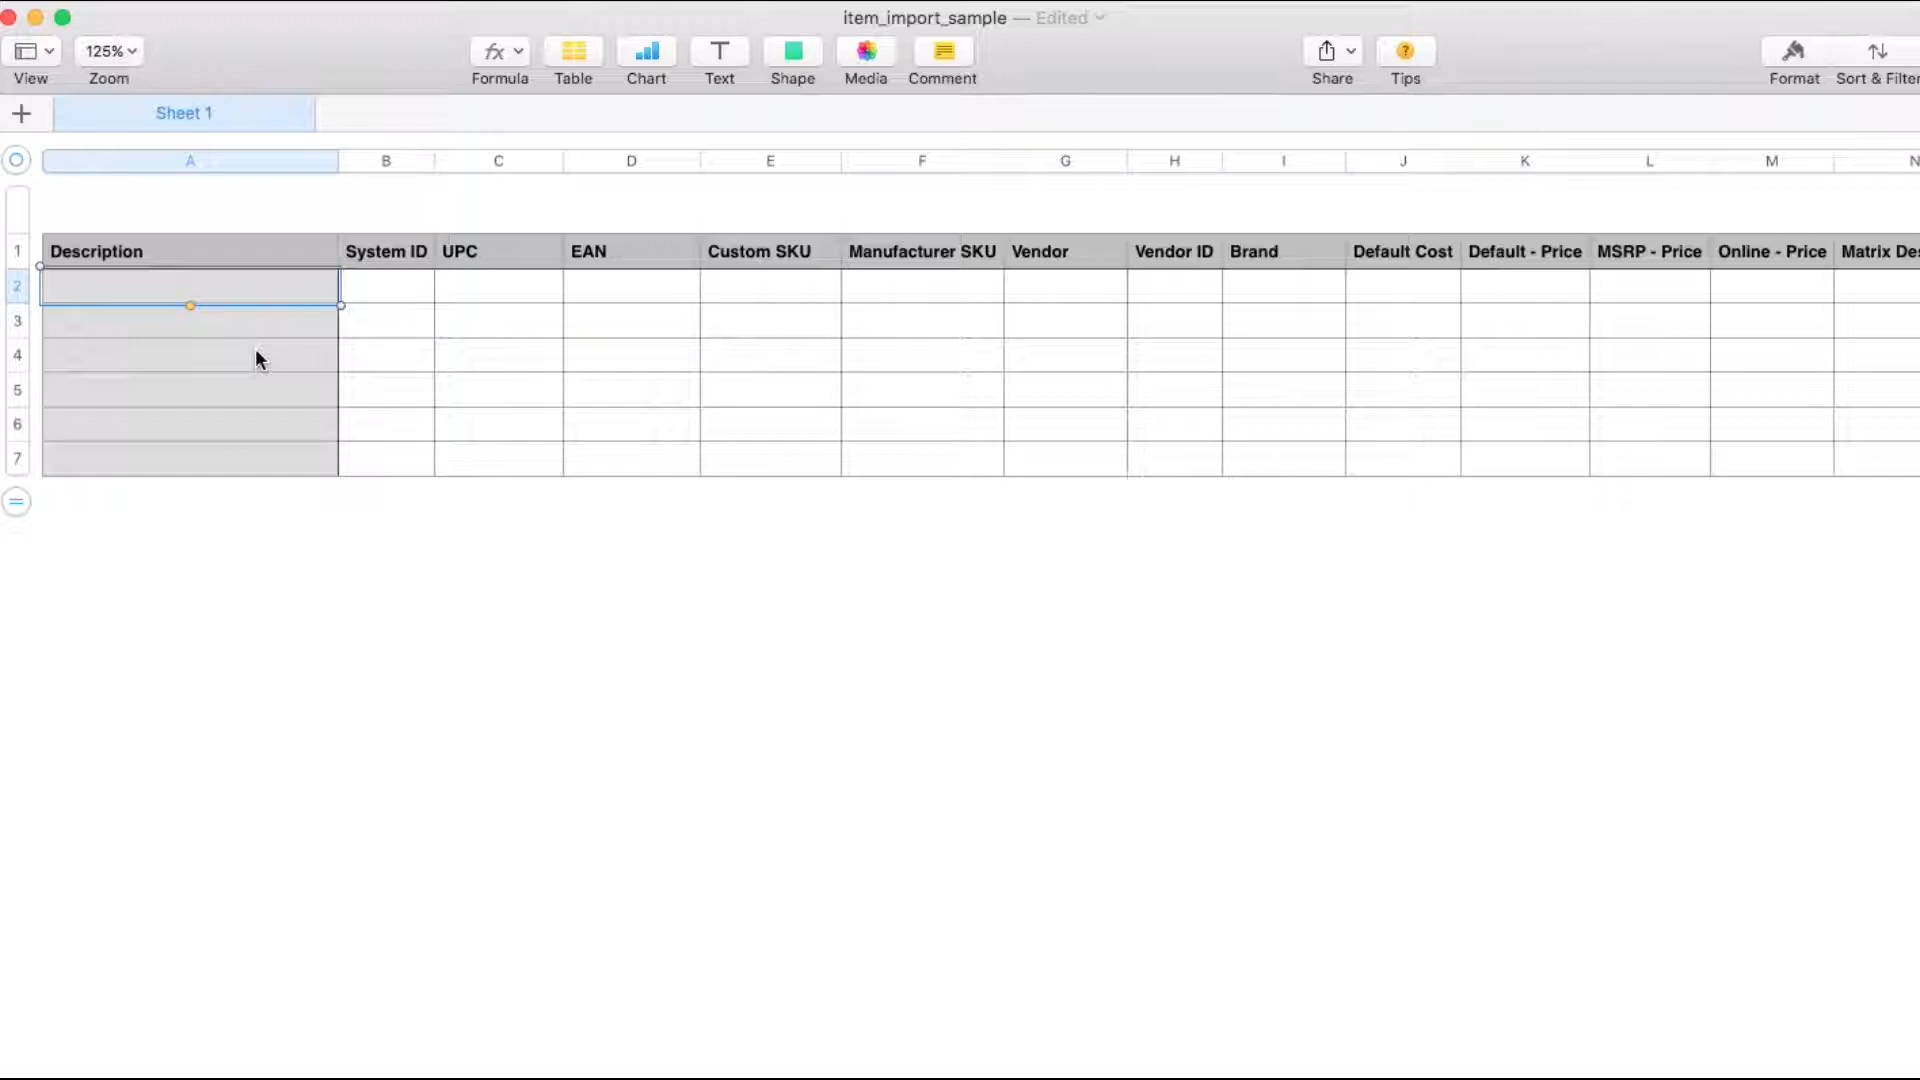 item_import_sample — Edited
125%
View
Zoom
Formula
Table
Chart
Text
Shape
Media
Comment
Share
Tips
Format
Sort & Filter
Sheet 1
A B C D E F G H I J K L M N
1 Description System ID UPC EAN Custom SKU Manufacturer SKU Vendor Vendor ID Brand Default Cost Default - Price MSRP - Price Online - Price Matrix Des
2
3
4
5
6
7